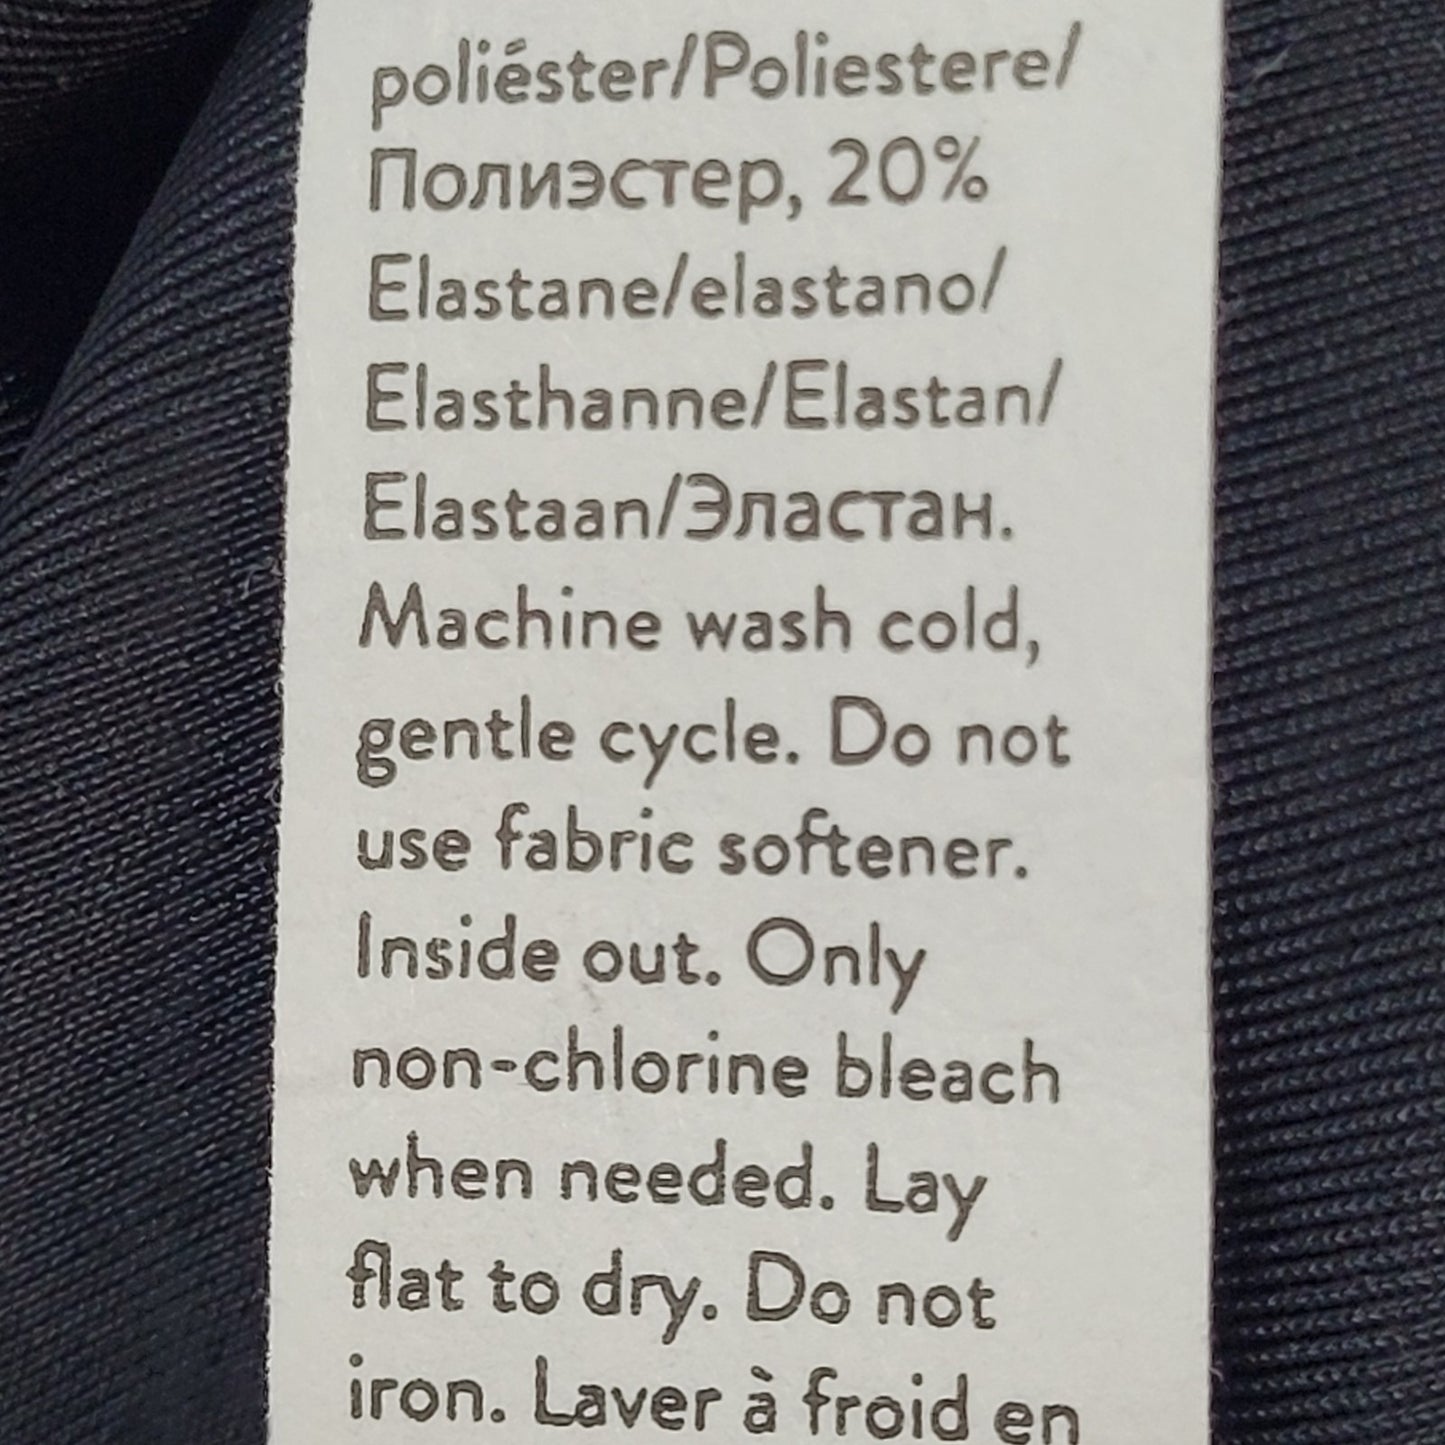 poliéster/Poliestere/
Полиэстер, 20%
Elastane/elastano/
Elasthanne/Elastan/
Elastaan/Эластан.
Machine wash cold,
gentle cycle. Do not
use fabric softener.
Inside out. Only
non-chlorine bleach
when needed. Lay
flat to dry. Do not
iron. Laver à froid en